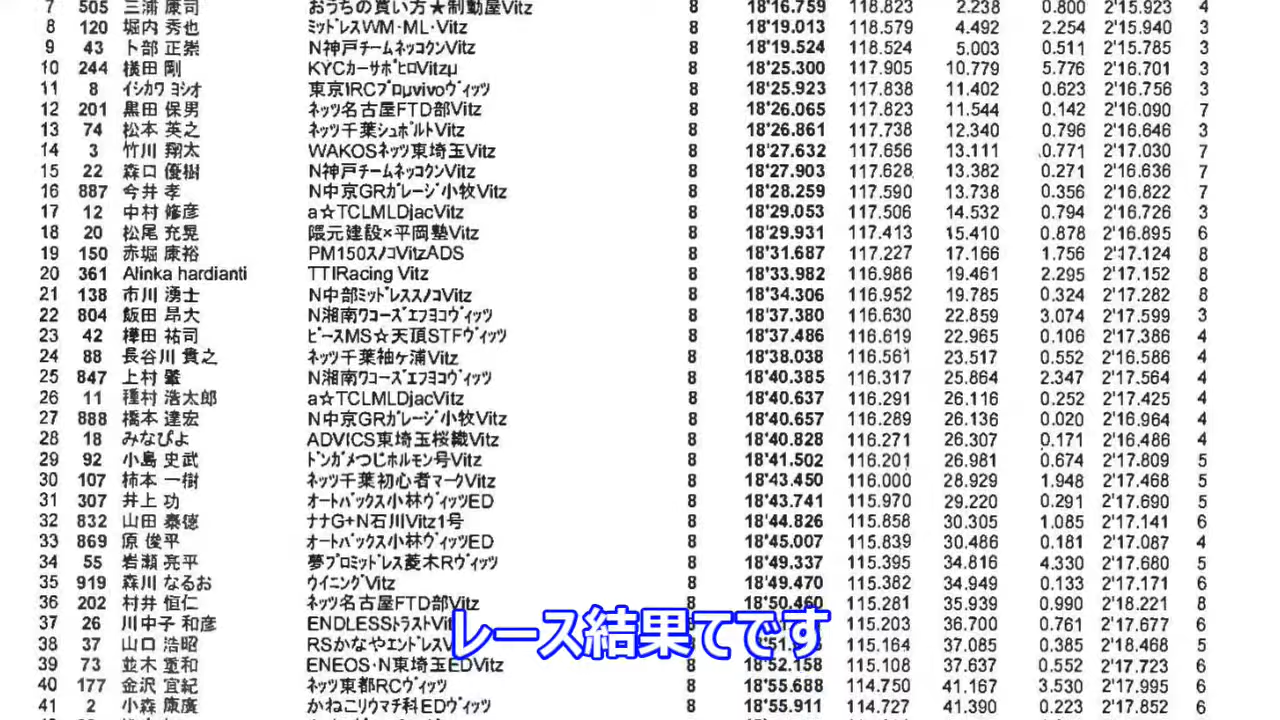 7 505 三浦 康司 おうちの買い方★制動屋Vitz 8 18'16.759 118.823 2.238 0.800 2'15.923 4
8 120 堀内 秀也 ﾐｯﾄﾞﾚｽWM･ML･Vitz 8 18'19.013 118.579 4.492 2.254 2'15.940 3
9 43 卜部 正崇 N神戸ﾁｰﾑﾈｯｺｸﾝVitz 8 18'19.524 118.524 5.003 0.511 2'15.785 3
10 244 横田 剛 KYCｶｰｻﾎﾟﾋﾛVitzμ 8 18'25.300 117.905 10.779 5.776 2'16.701 3
11 8 ｲｼｶﾜ ﾖｼｵ 東京IRCﾌﾟﾛμvivoヴｨｯﾂ 8 18'25.923 117.838 11.402 0.623 2'16.756 3
12 201 黒田 保男 ﾈｯﾂ名古屋FTD部Vitz 8 18'26.065 117.823 11.544 0.142 2'16.090 7
13 74 松本 英之 ﾈｯﾂ千葉ｼｭﾎﾟﾙﾄVitz 8 18'26.861 117.738 12.340 0.796 2'16.646 3
14 3 竹川 翔太 WAKOSﾈｯﾂ東埼玉Vitz 8 18'27.632 117.656 13.111 0.771 2'17.030 7
15 22 森口 優樹 N神戸ﾁｰﾑﾈｯｺｸﾝVitz 8 18'27.903 117.628 13.382 0.271 2'16.636 7
16 887 今井 孝 N中京GRｶﾞﾚｰｼﾞ小牧Vitz 8 18'28.259 117.590 13.738 0.356 2'16.822 7
17 12 中村 修彦 a☆TCLMLDjacVitz 8 18'29.053 117.506 14.532 0.794 2'16.726 3
18 20 松尾 充晃 隈元建設×平岡塾Vitz 8 18'29.931 117.413 15.410 0.878 2'16.895 6
19 150 赤堀 康裕 PM150ｽﾉｺVitzADS 8 18'31.687 117.227 17.166 1.756 2'17.124 8
20 361 Alinka hardianti TTIRacing Vitz 8 18'33.982 116.986 19.461 2.295 2'17.152 8
21 138 市川 湧士 N中部ﾐｯﾄﾞﾚｽｽﾉｺVitz 8 18'34.306 116.952 19.785 0.324 2'17.282 8
22 804 飯田 昂大 N湘南ﾜｺｰｽﾞｴﾌﾖｺヴｨｯﾂ 8 18'37.380 116.630 22.859 3.074 2'17.599 3
23 42 樺田 祐司 ﾋﾟｰｽMS☆天頂STFヴｨｯﾂ 8 18'37.486 116.619 22.965 0.106 2'17.386 4
24 88 長谷川 貴之 ﾈｯﾂ千葉袖ヶ浦Vitz 8 18'38.038 116.561 23.517 0.552 2'16.586 4
25 847 上村 肇 N湘南ﾜｺｰｽﾞｴﾌﾖｺヴｨｯﾂ 8 18'40.385 116.317 25.864 2.347 2'17.564 4
26 11 種村 浩太郎 a☆TCLMLDjacVitz 8 18'40.637 116.291 26.116 0.252 2'17.425 4
27 888 橋本 達宏 N中京GRｶﾞﾚｰｼﾞ小牧Vitz 8 18'40.657 116.289 26.136 0.020 2'16.964 4
28 18 みなぴよ ADVICS東埼玉桜織Vitz 8 18'40.828 116.271 26.307 0.171 2'16.486 4
29 92 小島 史武 ﾄﾞﾝｶﾞﾒつじﾎﾙﾓﾝ号Vitz 8 18'41.502 116.201 26.981 0.674 2'17.809 5
30 107 柿本 一樹 ﾈｯﾂ千葉初心者ﾏｰｸVitz 8 18'43.450 116.000 28.929 1.948 2'17.468 5
31 307 井上 功 ｵｰﾄﾊﾞｯｸｽ小林ヴｨｯﾂED 8 18'43.741 115.970 29.220 0.291 2'17.690 5
32 832 山田 泰徳 ﾅﾅG+N石川Vitz1号 8 18'44.826 115.858 30.305 1.085 2'17.141 6
33 869 原 俊平 ｵｰﾄﾊﾞｯｸｽ小林ヴｨｯﾂED 8 18'45.007 115.839 30.486 0.181 2'17.087 4
34 55 岩瀬 亮平 夢ﾌﾟﾛﾐｯﾄﾞﾚｽ菱木Rヴｨｯﾂ 8 18'49.337 115.395 34.816 4.330 2'17.680 5
35 919 森川 なるお ｳｲﾆﾝｸﾞVitz 8 18'49.470 115.382 34.949 0.133 2'17.171 6
36 202 村井 恒仁 ﾈｯﾂ名古屋FTD部Vitz 8 18'50.460 115.281 35.939 0.990 2'18.221 8
37 26 川中子 和彦 ENDLESSﾄﾗｽﾄVit 115.203 36.700 0.761 2'17.677 6
38 37 山口 浩昭 RSかなやｴﾝﾄﾞﾚｽV 18'51. 115.164 37.085 0.385 2'18.468 5
レース結果てです
39 73 並木 重和 ENEOS･N東埼玉EDVitz 8 18'52.158 115.108 37.637 0.552 2'17.723 6
40 177 金沢 宜紀 ﾈｯﾂ東都RCヴｨｯﾂ 8 18'55.688 114.750 41.167 3.530 2'17.995 6
41 2 小森 康廣 かねこﾘｳﾏﾁ科EDヴｨｯﾂ 8 18'55.911 114.727 41.390 0.223 2'17.852 6